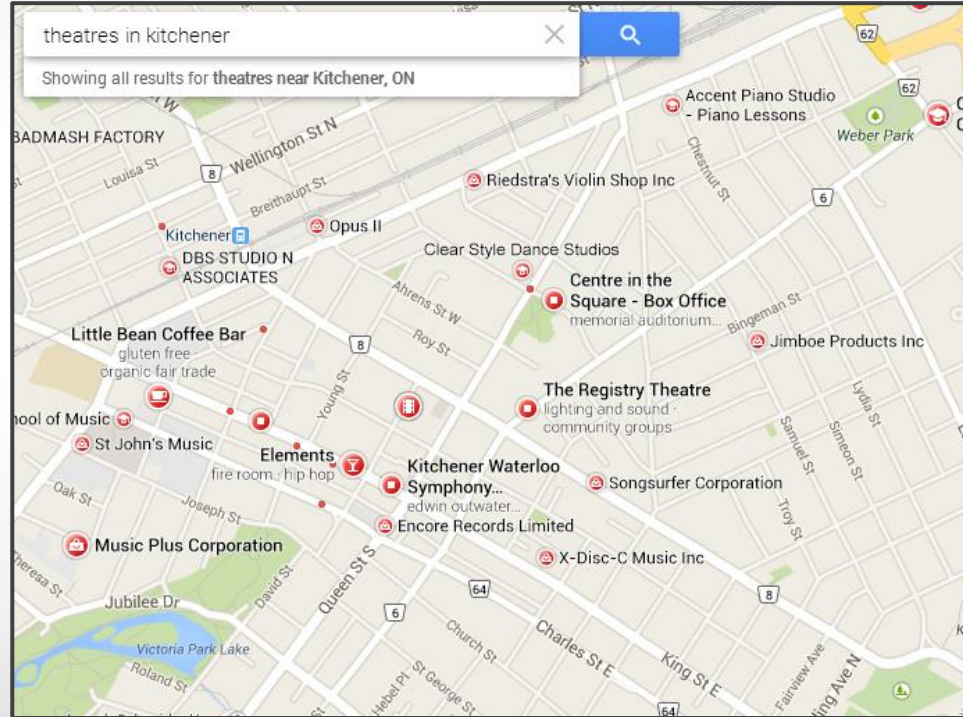 theatres in kitchener
Showing all results for theatres near Kitchener, ON
62
62
Accent Piano Studio
- Piano Lessons
Weber Park
BADMASH FACTORY
Wellington St N
Louisa St
8
Breithaupt St
Riedstra's Violin Shop Inc
6
Opus II
Kitchener
DBS STUDIO N
ASSOCIATES
Clear Style Dance Studios
Chestnut St
Centre in the
Square - Box Office
memorial auditorium...
Ahrens St W
Bingeman St
Little Bean Coffee Bar
gluten free ·
organic fair trade
8
Roy St
Jimboe Products Inc
Young St
The Registry Theatre
lighting and sound ·
community groups
Lydia St
Simeon St
Samuel St
hool of Music
St John's Music
Elements
fire room · hip hop
Kitchener Waterloo
Symphony...
edwin outwater...
Songsurfer Corporation
Troy St
Oak St
Joseph St
Encore Records Limited
Music Plus Corporation
X-Disc-C Music Inc
Theresa St
David St
Queen St S
64
8
Jubilee Dr
6
Victoria Park Lake
Church St
Charles St E
King St E
Roland St
Hebel Pl
St George St
Fairview Ave
64